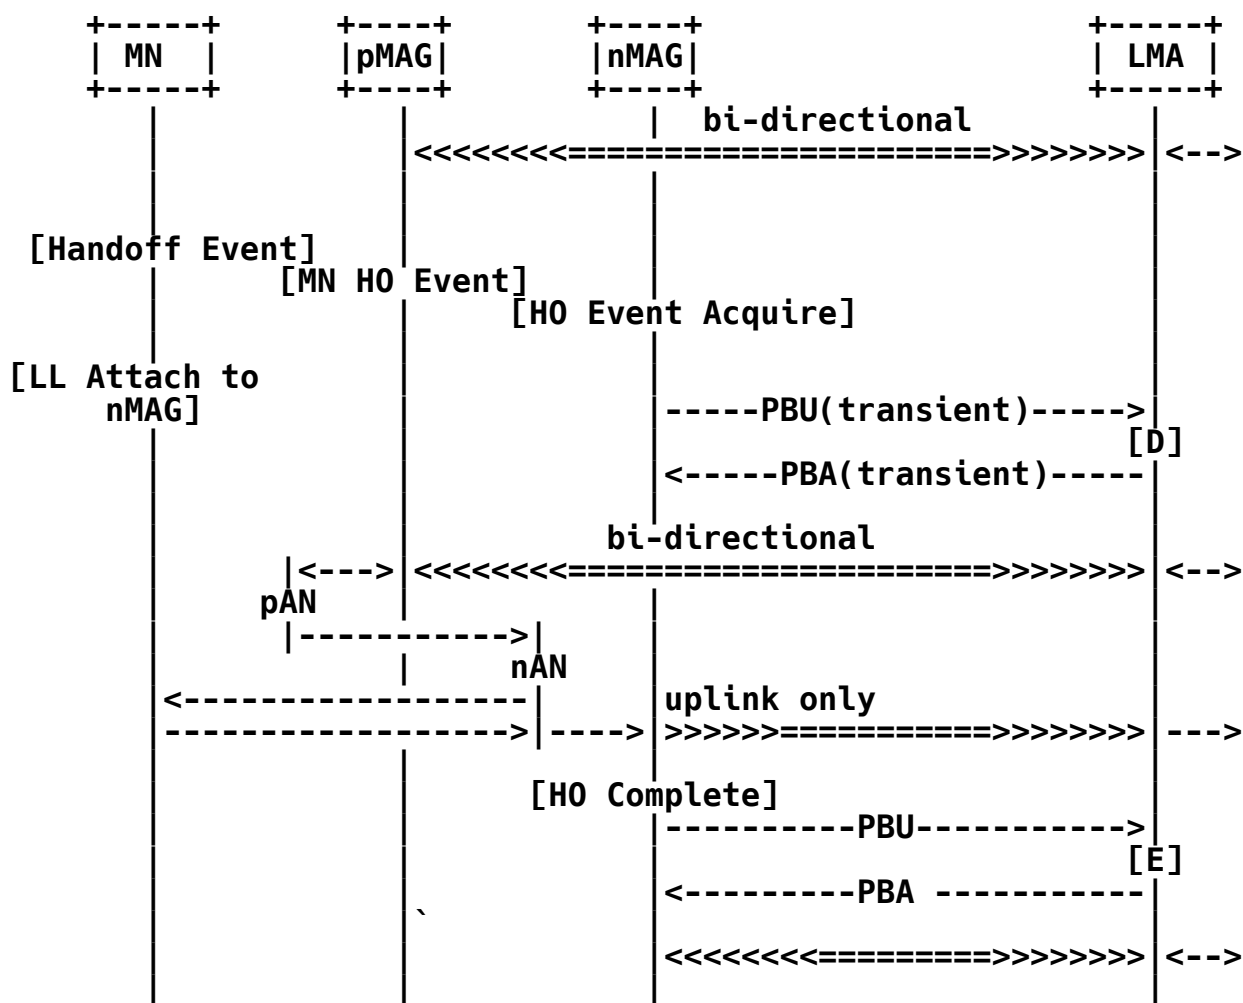 +-----+      +----+       +----+                    +-----+
| MN  |      |pMAG|       |nMAG|                    | LMA |
+-----+      +----+       +----+                    +-----+
   |            |            |  bi-directional         |
   |            |<<<<<<<<======================>>>>>>>>|<-->
   |            |            |                         |
   |            |            |                         |
[Handoff Event]
[MN HO Event]
[HO Event Acquire]
[LL Attach to
nMAG]     |-----PBU(transient)----->|
[D]
|<-----PBA(transient)-----|
bi-directional
|<--->|<<<<<<<<======================>>>>>>>>|<-->
pAN
|----------->|
nAN
|<------------------|     |uplink only
|------------------>|---->|>>>>>>===========>>>>>>>>|--->
[HO Complete]
|----------PBU----------->|
[E]
|<---------PBA -----------|
`
|<<<<<<<<=========>>>>>>>>|<-->